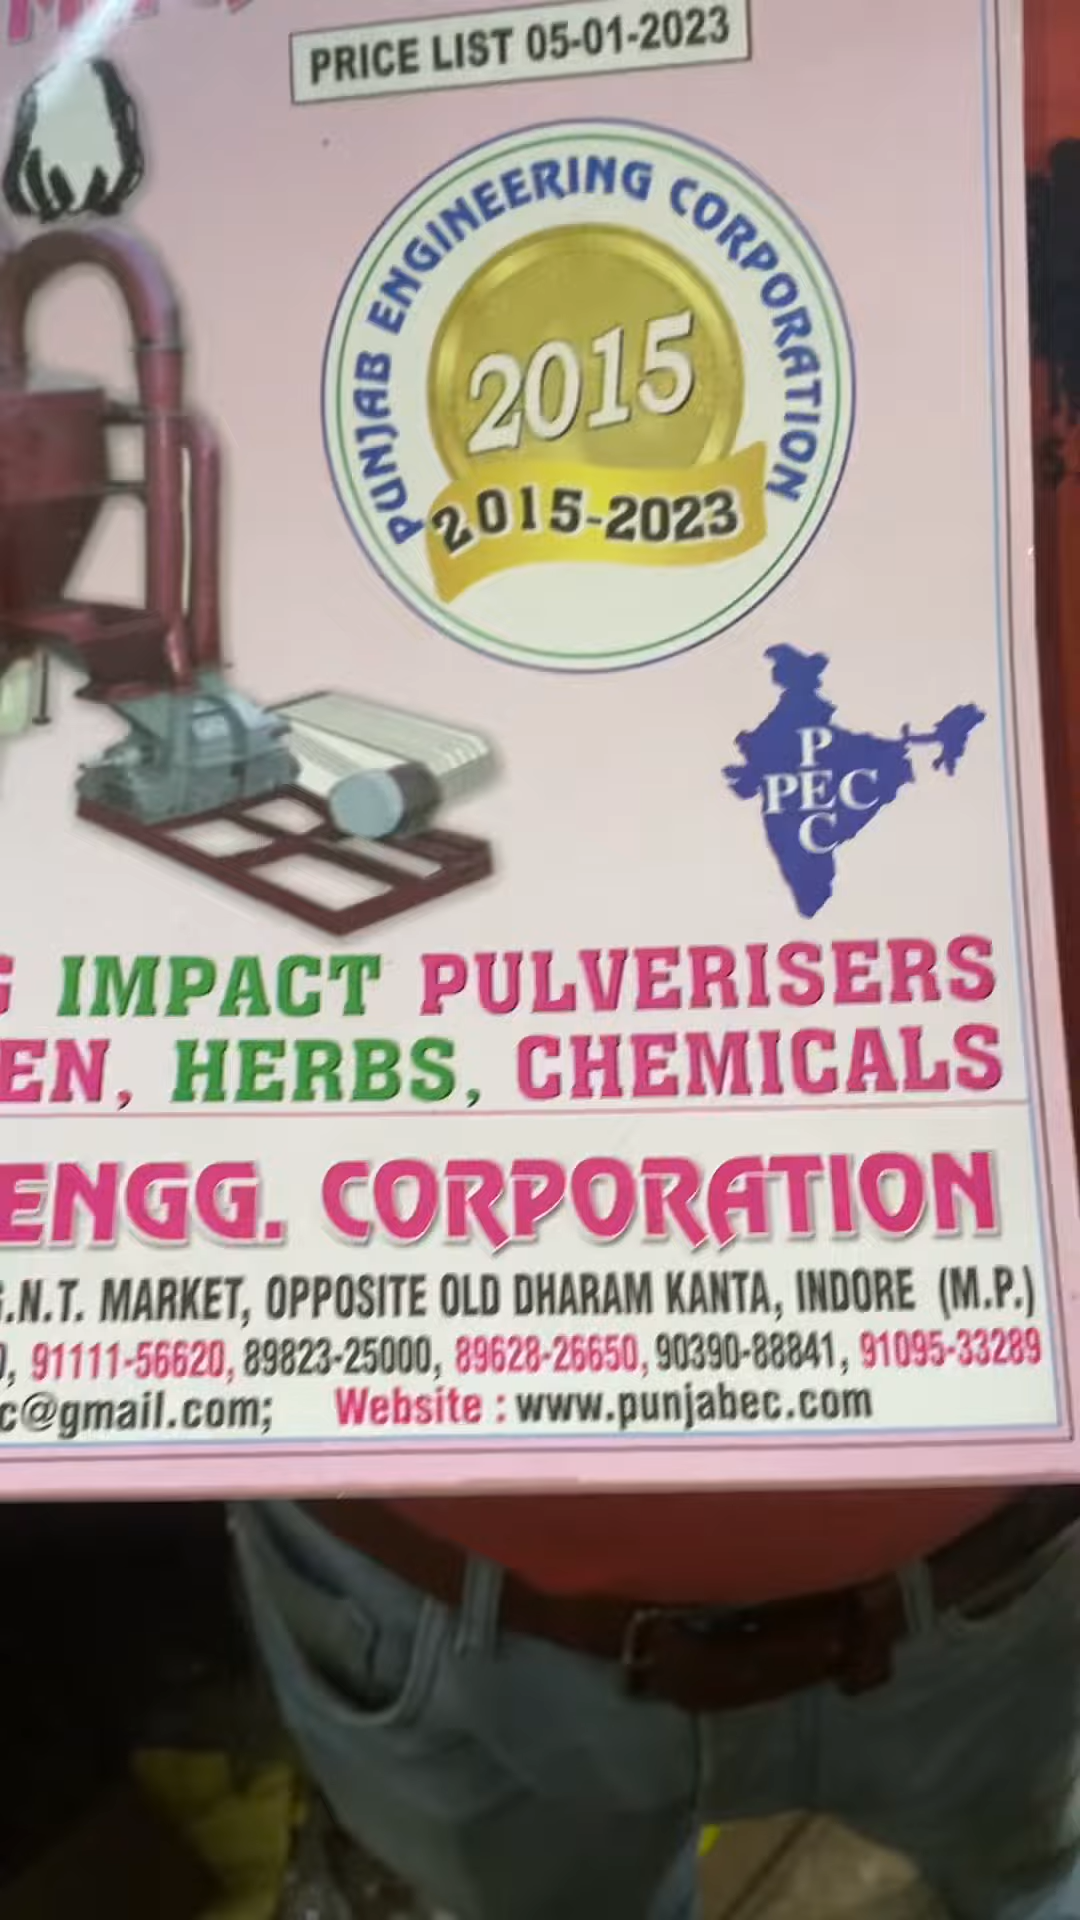 PRICE LIST 05-01-2023
PUNJAB ENGINEERING CORPORATION
2015
2015-2023
P
PEC
C
IMPACT PULVERISERS
EN, HERBS, CHEMICALS
ENGG. CORPORATION
.N.T. MARKET, OPPOSITE OLD DHARAM KANTA, INDORE (M.P.)
, 91111-56620, 89823-25000, 89628-26650, 90390-88841, 91095-33289
c@gmail.com; Website : www.punjabec.com